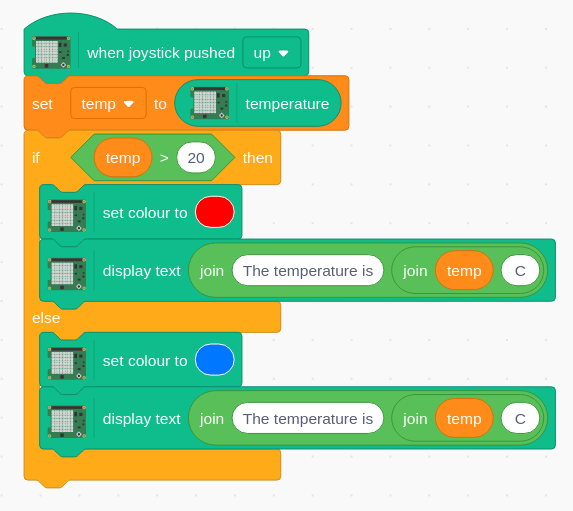 when joystick pushed up
set temp to temperature
if temp > 20 then
set colour to
display text join The temperature is join temp C
else
set colour to
display text join The temperature is join temp C